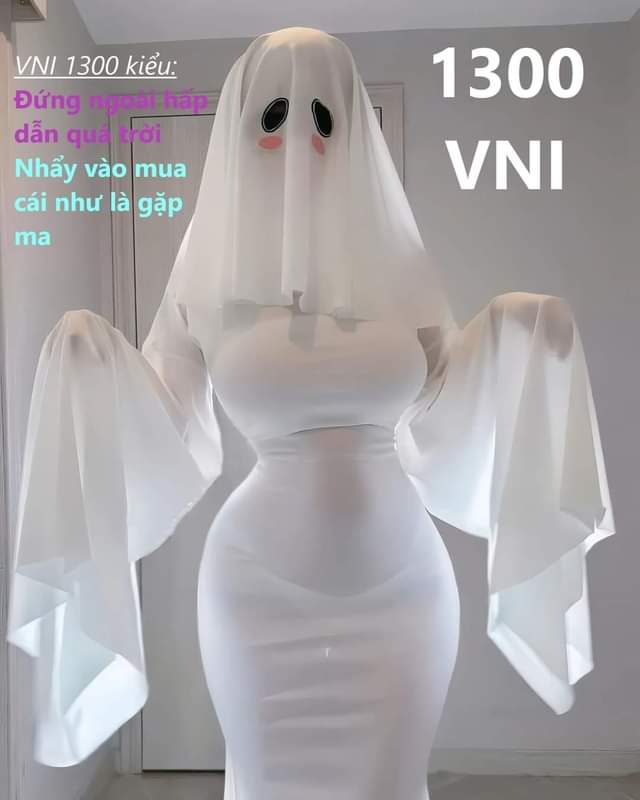 VNI 1300 kiểu:
Đứng ngoài hấp
dẫn quá trời
Nhẩy vào mua
cái như là gặp
ma
1300
VNI